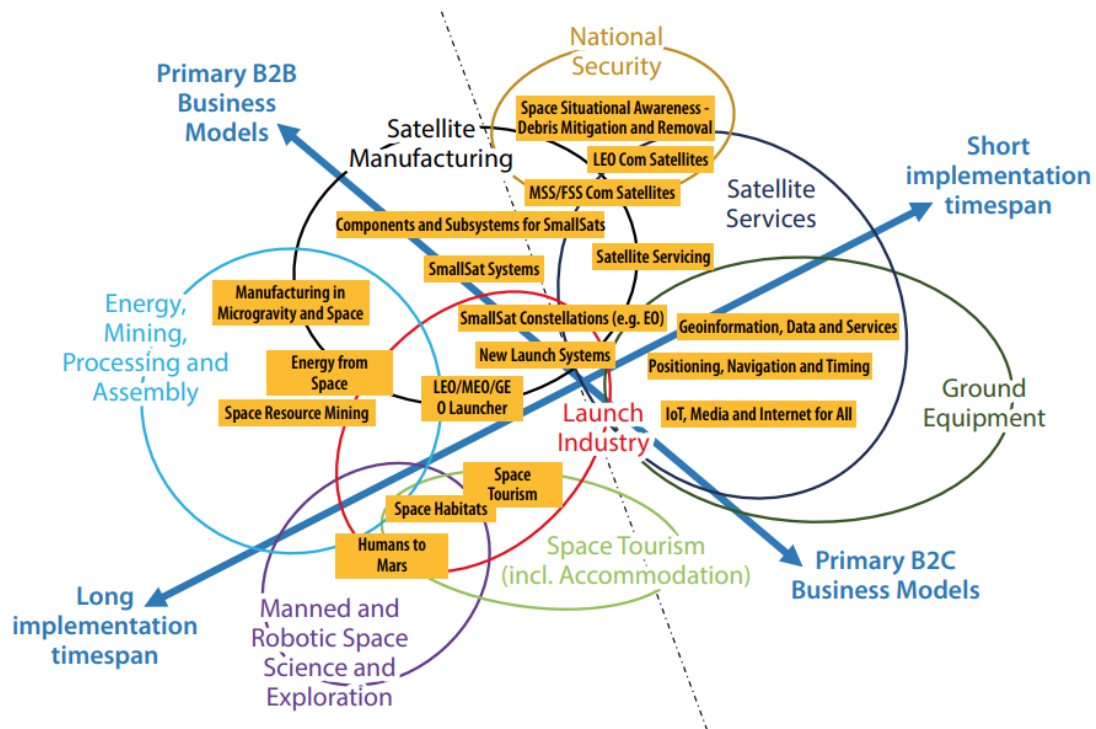 National
Security
Primary B2B
Business
Models
Space Situational Awareness -
Debris Mitigation and Removal
Satellite
Manufacturing
LEO Com Satellites
Short
implementation
timespan
MSS/FSS Com Satellites
Satellite
Services
Components and Subsystems for SmallSats
Satellite Servicing
SmallSat Systems
Energy,
Mining,
Processing and
Assembly
Manufacturing in
Microgravity and Space
SmallSat Constellations (e.g. EO)
Geoinformation, Data and Services
New Launch Systems
Energy from
Space
Positioning, Navigation and Timing
LEO/MEO/GE
O Launcher
Ground
Equipment
Space Resource Mining
Launch
Industry
IoT, Media and Internet for All
Space
Tourism
Space Habitats
Humans to
Mars
Space Tourism
(incl. Accommodation)
Primary B2C
Business Models
Long
implementation
timespan
Manned and
Robotic Space
Science and
Exploration